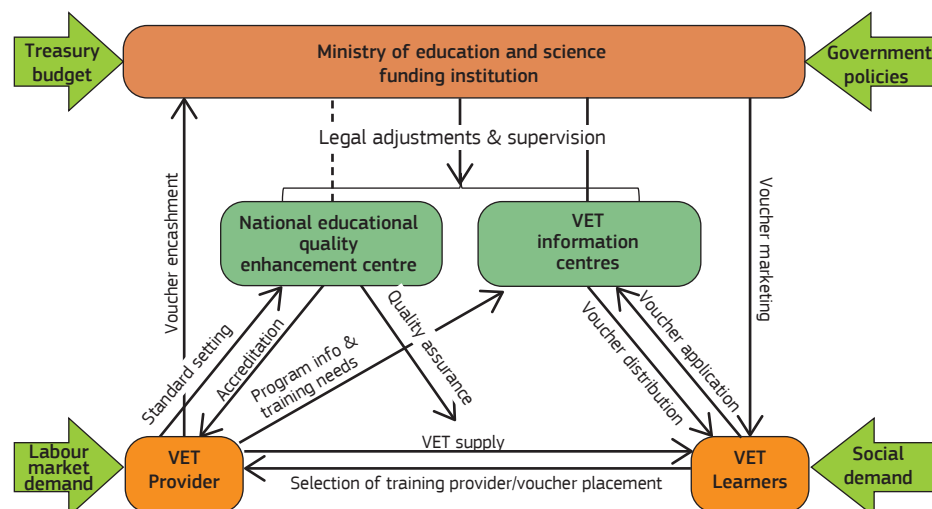 Treasury
budget
Ministry of education and science
funding institution
Government
policies
Legal adjustments & supervision
Voucher encashment
Voucher marketing
National educational
quality
enhancement centre
VET
information
centres
Standard setting
Accreditation
Program info &
training needs
Quality assurance
Voucher distribution
Voucher application
Labour
market
demand
VET
Provider
VET supply
Selection of training provider/voucher placement
VET
Learners
Social
demand